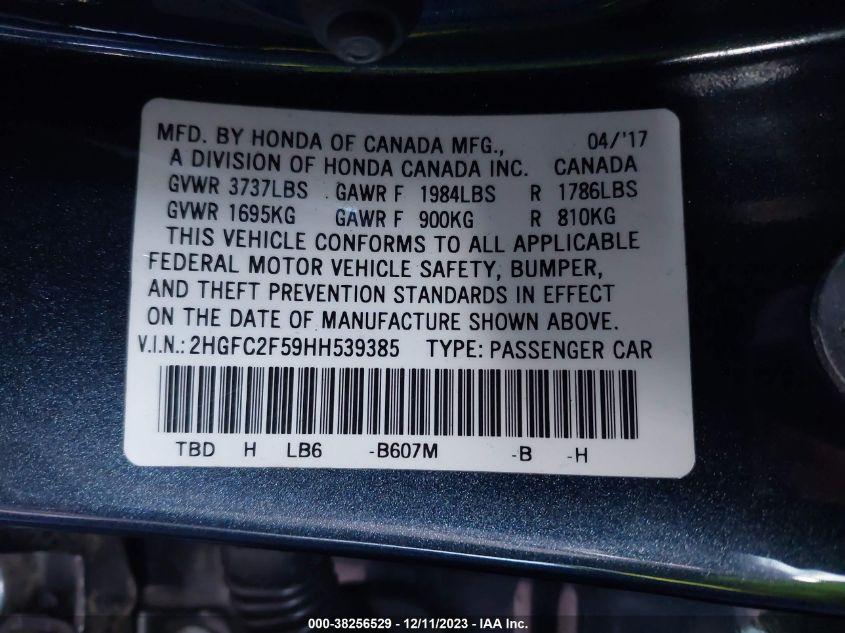 MFD. BY HONDA OF CANADA MFG., 04/'17
A DIVISION OF HONDA CANADA INC. CANADA
GVWR 3737LBS GAWR F 1984LBS R 1786LBS
GVWR 1695KG GAWR F 900KG R 810KG
THIS VEHICLE CONFORMS TO ALL APPLICABLE
FEDERAL MOTOR VEHICLE SAFETY, BUMPER,
AND THEFT PREVENTION STANDARDS IN EFFECT
ON THE DATE OF MANUFACTURE SHOWN ABOVE.
V.I.N.: 2HGFC2F59HH539385 TYPE: PASSENGER CAR
TBD H LB6 -B607M -B -H
000-38256529 - 12/11/2023 - IAA Inc.